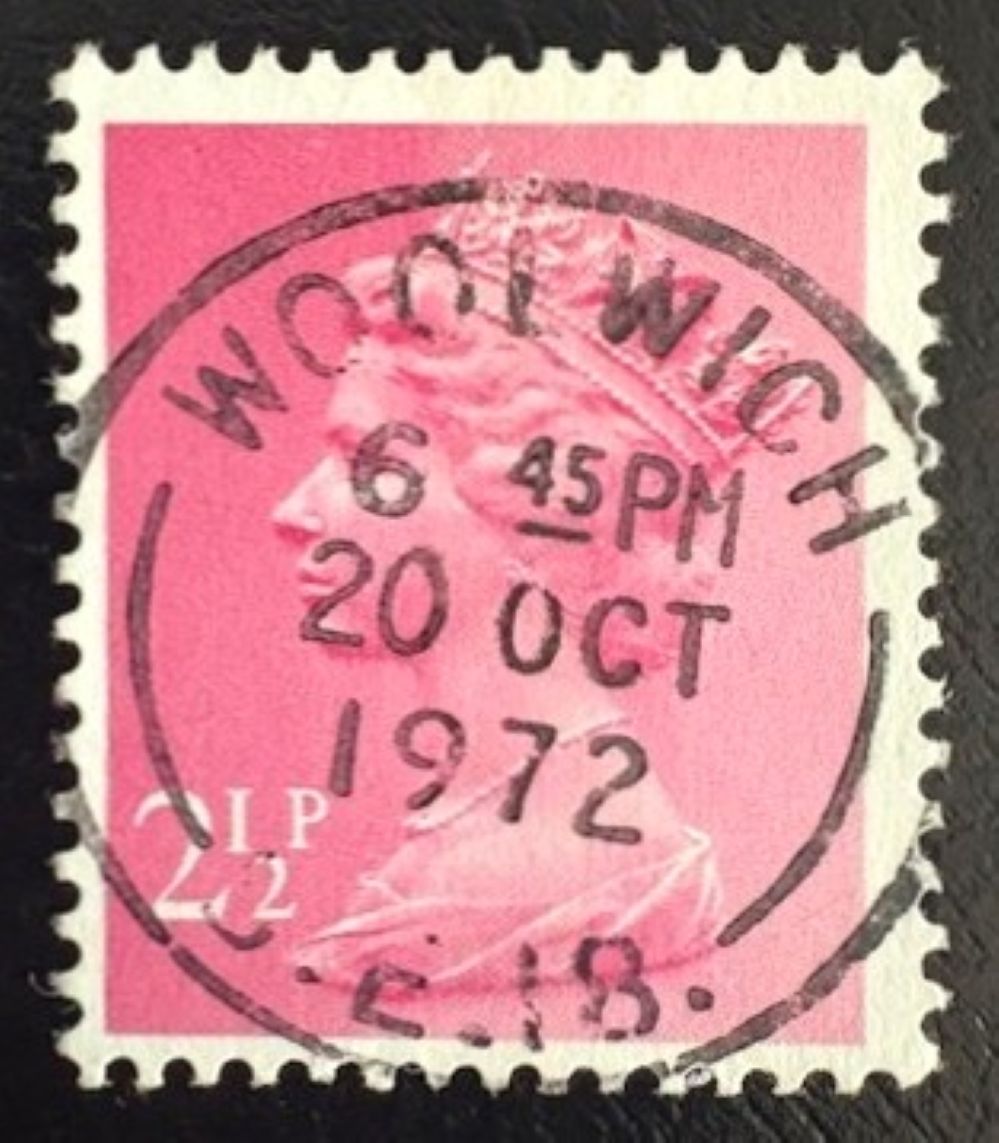 WOOLWICH
6 45PM
20 OCT
1972
2½P
S.E.18.